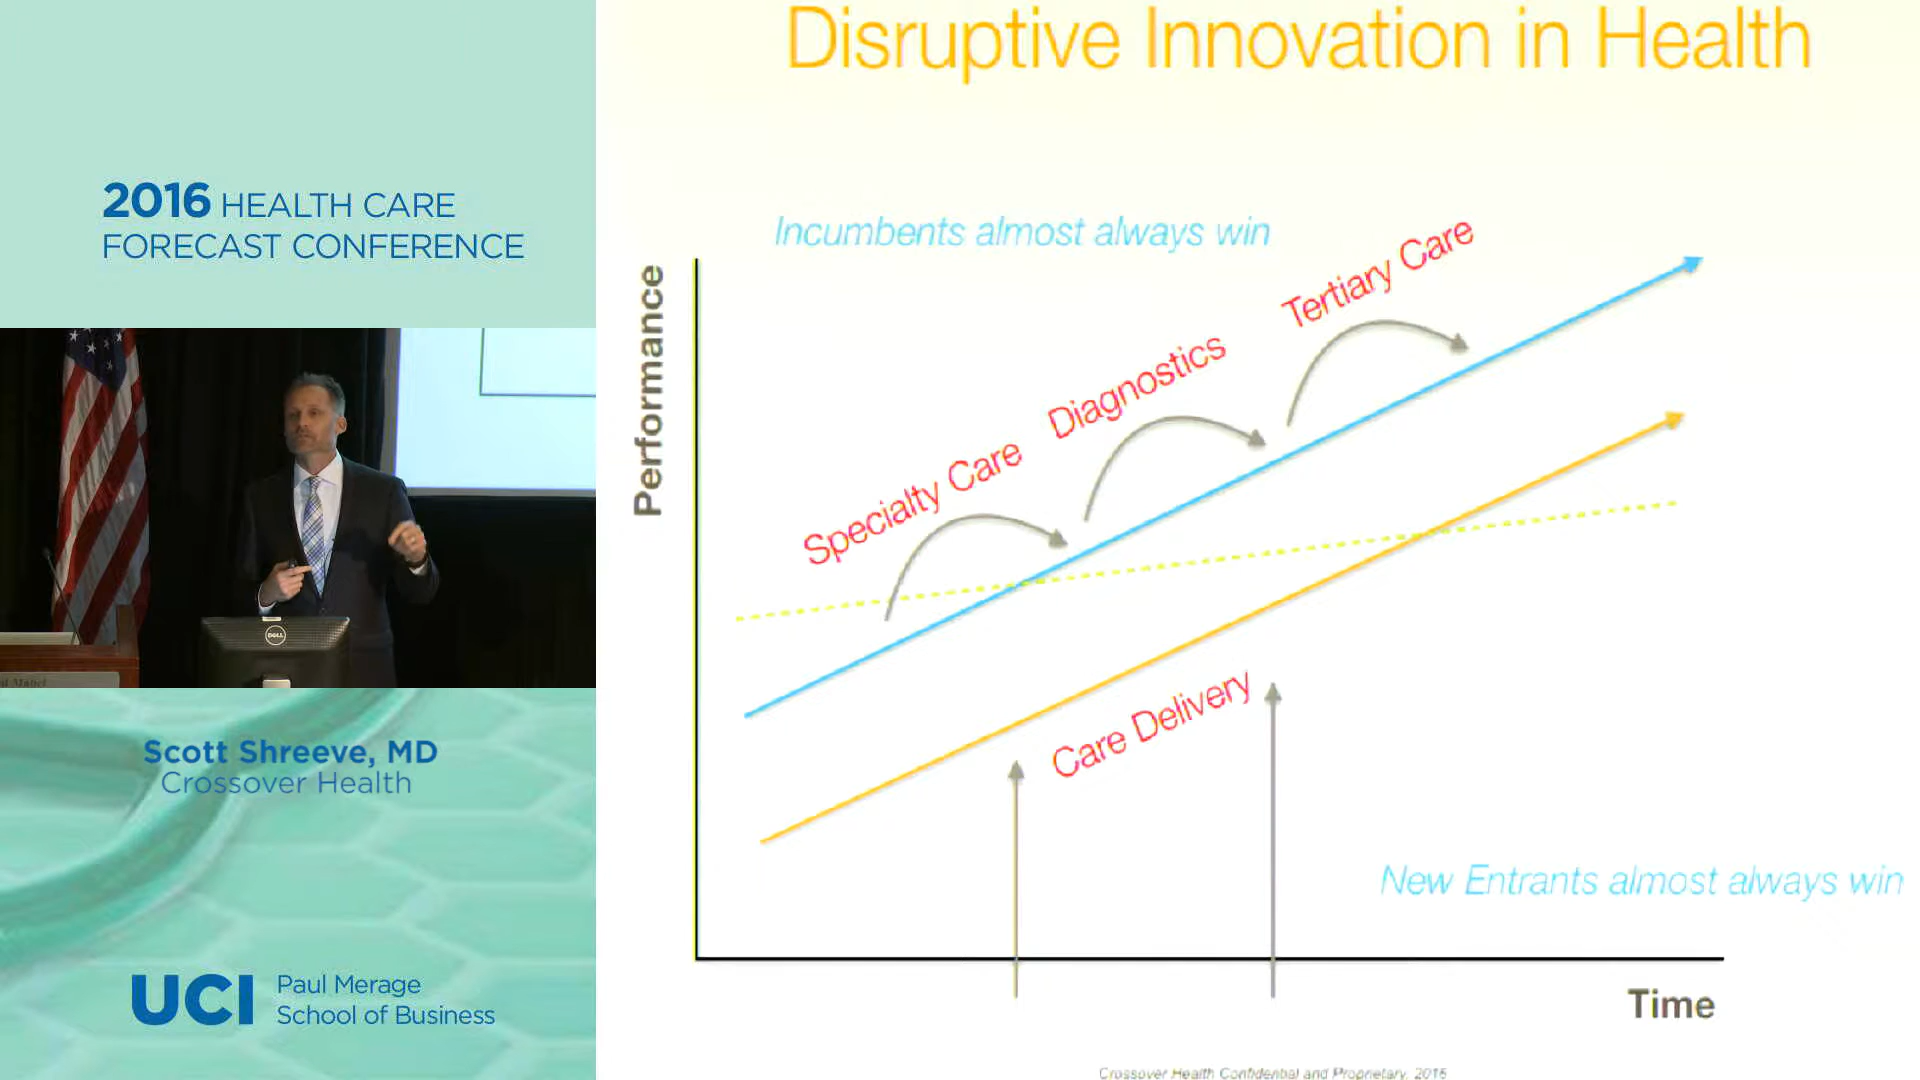 2016 HEALTH CARE
FORECAST CONFERENCE
DELL
Scott Shreeve, MD
Crossover Health
UCI
Paul Merage
School of Business
Disruptive Innovation in Health
Incumbents almost always win
Performance
Specialty Care
Diagnostics
Tertiary Care
Care Delivery
New Entrants almost always win
Time
Crossover Health Confidential and Proprietary, 2016